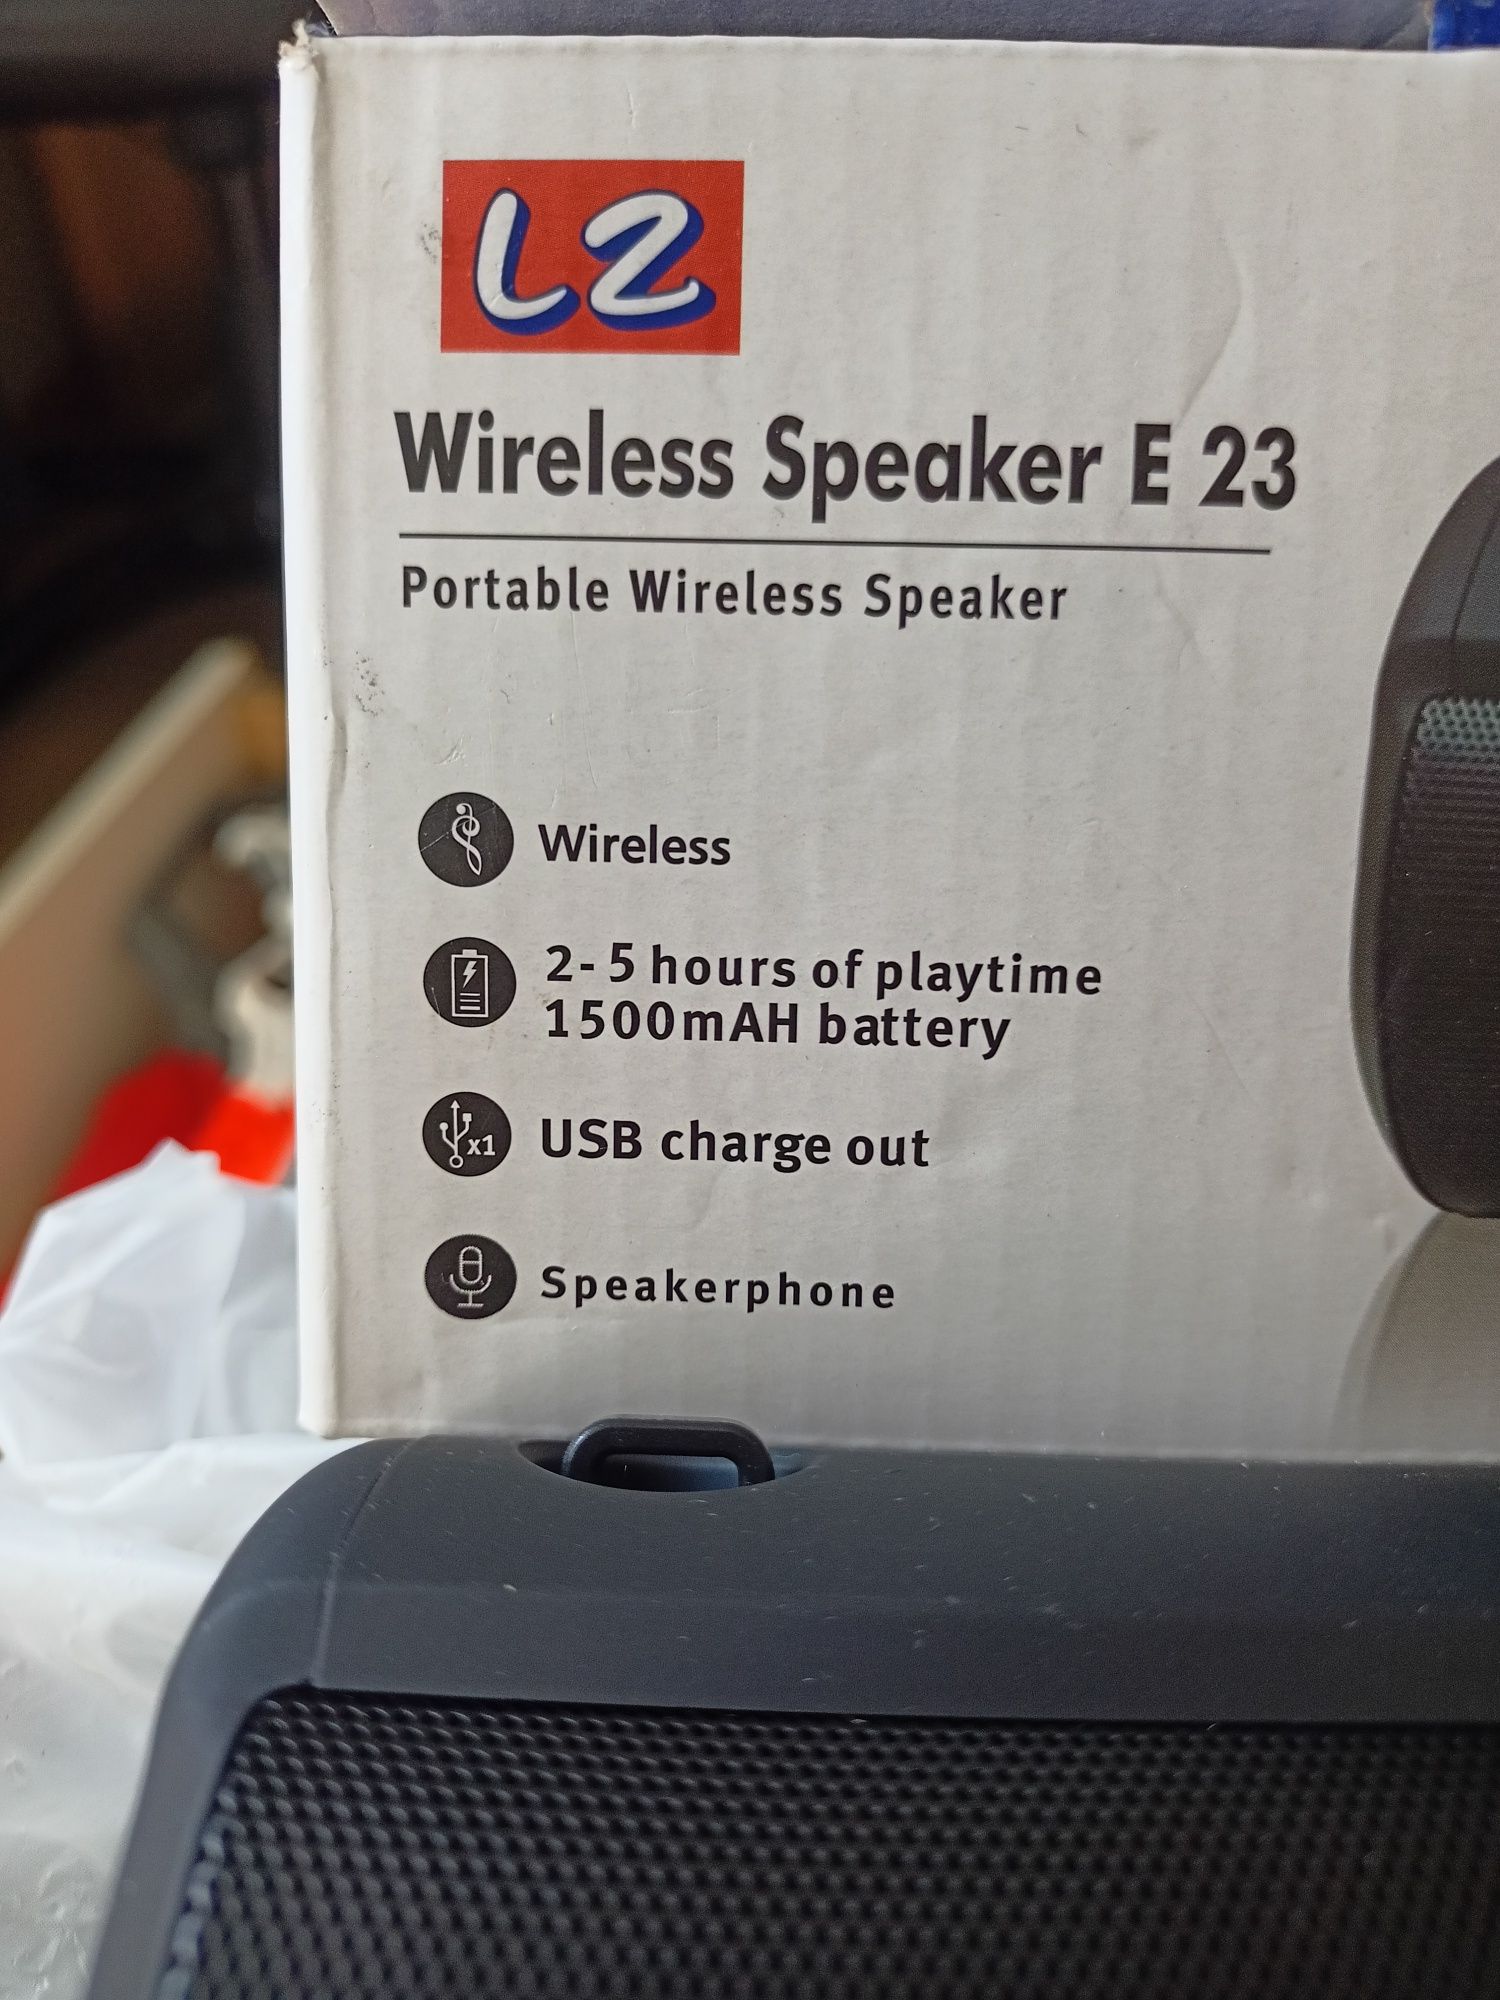 LZ
Wireless Speaker E 23
Portable Wireless Speaker
Wireless
2-5 hours of playtime
1500mAH battery
x1
USB charge out
Speakerphone